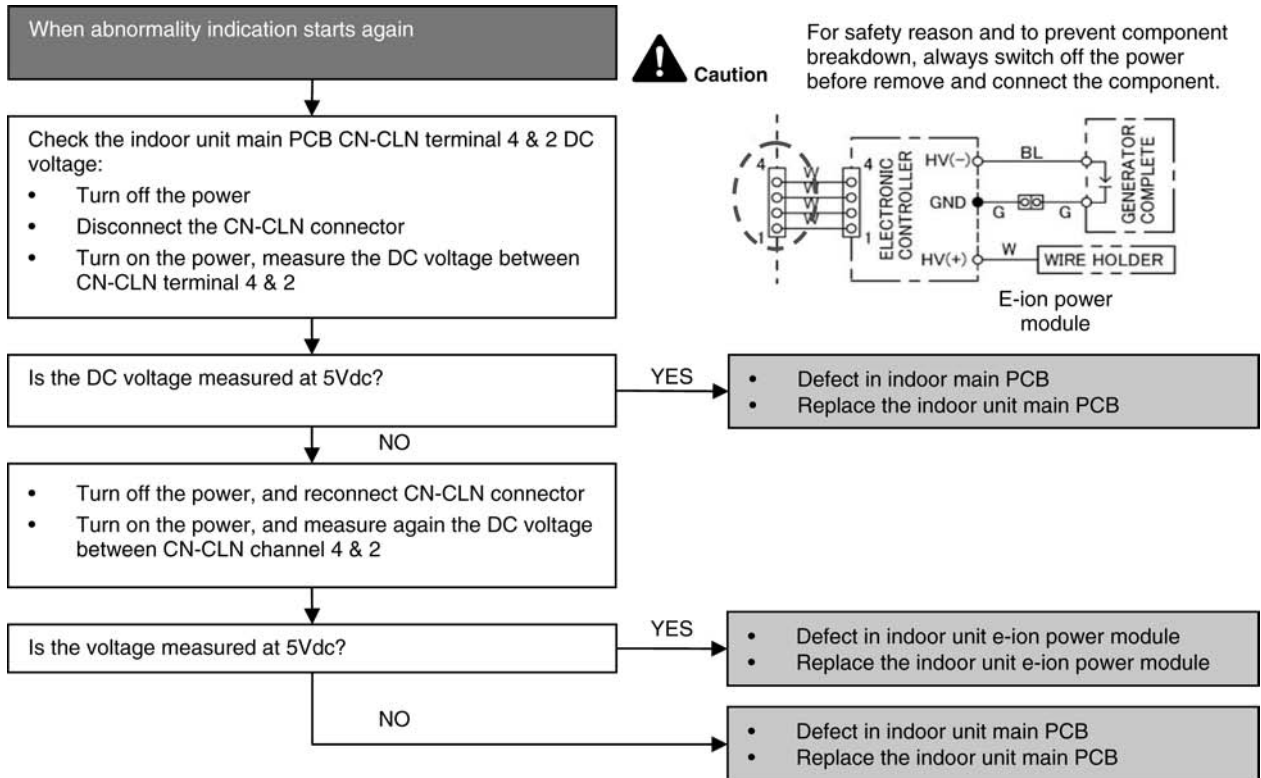 When abnormality indication starts again
Caution
For safety reason and to prevent component
breakdown, always switch off the power
before remove and connect the component.
Check the indoor unit main PCB CN-CLN terminal 4 & 2 DC
voltage:
• Turn off the power
• Disconnect the CN-CLN connector
• Turn on the power, measure the DC voltage between
CN-CLN terminal 4 & 2
4
1
W
W
W
W
4
1
ELECTRONIC
CONTROLLER
HV(-)
GND
HV(+)
BL
G
G
W
GENERATOR
COMPLETE
WIRE HOLDER
E-ion power
module
Is the DC voltage measured at 5Vdc?
YES
• Defect in indoor main PCB
• Replace the indoor unit main PCB
NO
• Turn off the power, and reconnect CN-CLN connector
• Turn on the power, and measure again the DC voltage
between CN-CLN channel 4 & 2
Is the voltage measured at 5Vdc?
YES
• Defect in indoor unit e-ion power module
• Replace the indoor unit e-ion power module
NO
• Defect in indoor unit main PCB
• Replace the indoor unit main PCB